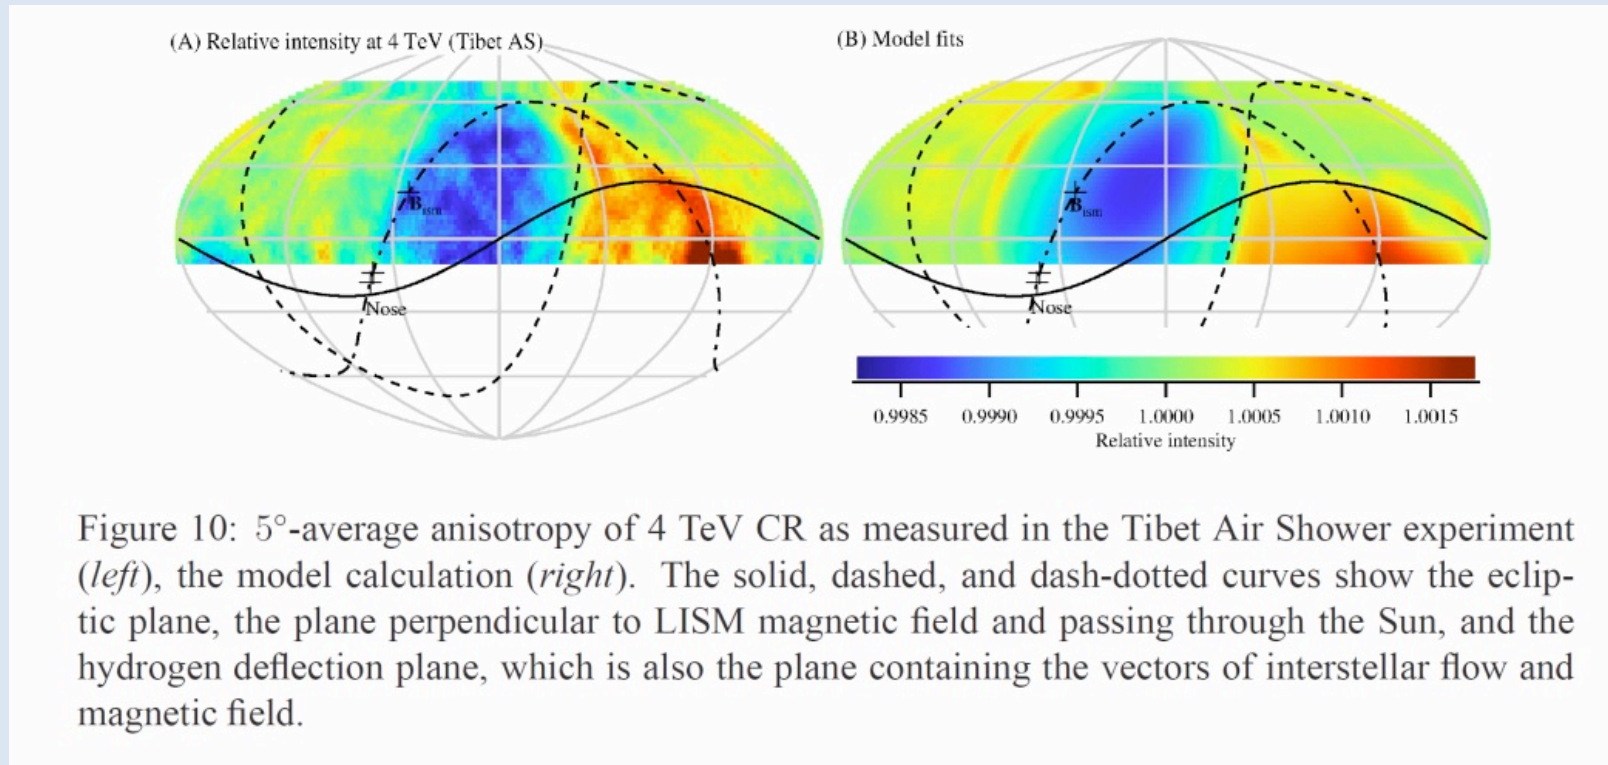 (A) Relative intensity at 4 TeV (Tibet AS)
(B) Model fits
Bism
Nose
Bism
Nose
0.9985 0.9990 0.9995 1.0000 1.0005 1.0010 1.0015
Relative intensity
Figure 10: 5°-average anisotropy of 4 TeV CR as measured in the Tibet Air Shower experiment
(left), the model calculation (right). The solid, dashed, and dash-dotted curves show the eclip-
tic plane, the plane perpendicular to LISM magnetic field and passing through the Sun, and the
hydrogen deflection plane, which is also the plane containing the vectors of interstellar flow and
magnetic field.